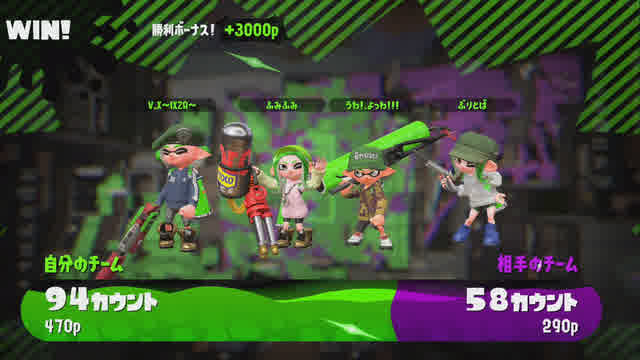 WIN! 勝利ボーナス! +3000p
V.X〜IXZΩ〜 ふみふみ うわ!.よっわ!!! ぷりとば
自分のチーム 相手のチーム
94カウント 58カウント
470p 290p